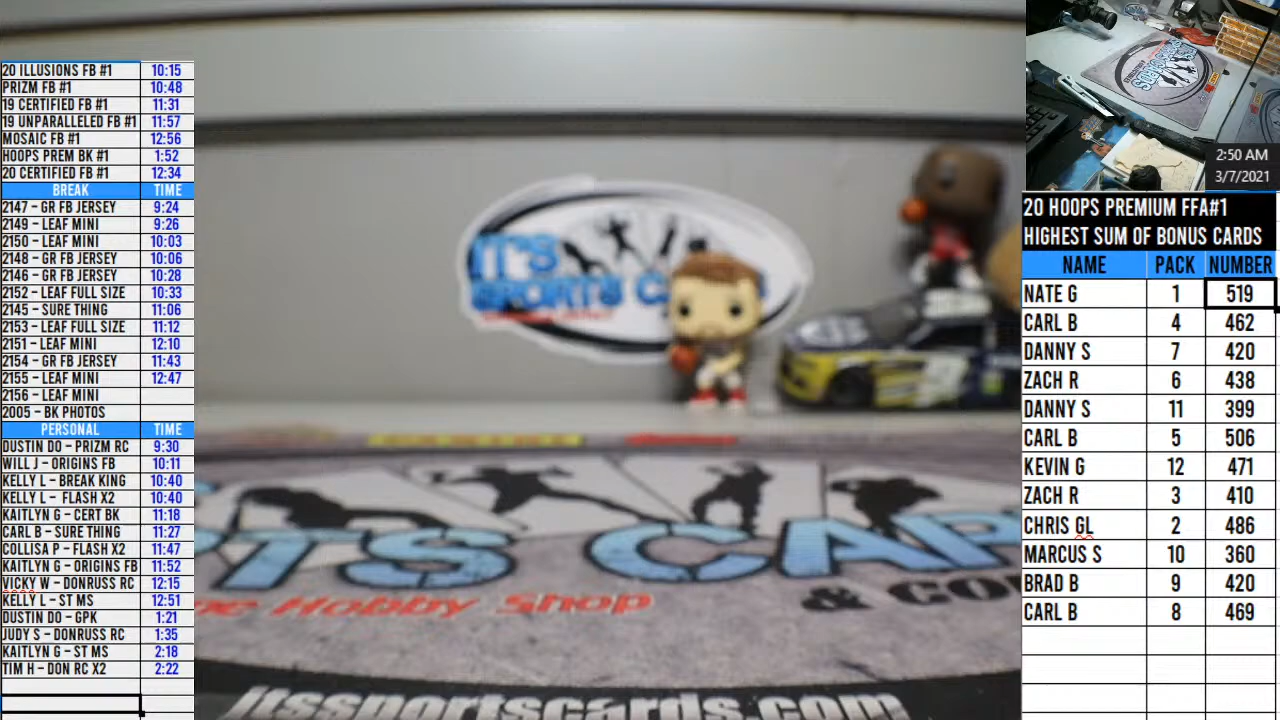 20 ILLUSIONS FB #1 10:15
PRIZM FB #1 10:48
19 CERTIFIED FB #1 11:31
19 UNPARALLELED FB #1 11:57
MOSAIC FB #1 12:56
HOOPS PREM BK #1 1:52
20 CERTIFIED FB #1 12:34
BREAK TIME
2147 – GR FB JERSEY 9:24
2149 – LEAF MINI 9:26
2150 – LEAF MINI 10:03
2148 – GR FB JERSEY 10:06
2146 – GR FB JERSEY 10:28
2152 – LEAF FULL SIZE 10:33
2145 – SURE THING 11:06
2153 – LEAF FULL SIZE 11:12
2151 – LEAF MINI 12:10
2154 – GR FB JERSEY 11:43
2155 – LEAF MINI 12:47
2156 – LEAF MINI
2005 – BK PHOTOS
PERSONAL TIME
DUSTIN DO – PRIZM RC 9:30
WILL J – ORIGINS FB 10:11
KELLY L – BREAK KING 10:40
KELLY L – FLASH X2 10:40
KAITLYN G – CERT BK 11:18
CARL B – SURE THING 11:27
COLLISA P – FLASH X2 11:47
KAITLYN G – ORIGINS FB 11:52
VICKY W – DONRUSS RC 12:15
KELLY L – ST MS 12:51
DUSTIN DO – GPK 1:21
JUDY S – DONRUSS RC 1:35
KAITLYN G – ST MS 2:18
TIM H – DON RC X2 2:22
IT'S
SPORTS C
TS CAR
e Hobby Shop
& CO
jtssportscards.com
2:50 AM
3/7/2021
20 HOOPS PREMIUM FFA#1
HIGHEST SUM OF BONUS CARDS
NAME PACK NUMBER
NATE G 1 519
CARL B 4 462
DANNY S 7 420
ZACH R 6 438
DANNY S 11 399
CARL B 5 506
KEVIN G 12 471
ZACH R 3 410
CHRIS GL 2 486
MARCUS S 10 360
BRAD B 9 420
CARL B 8 469